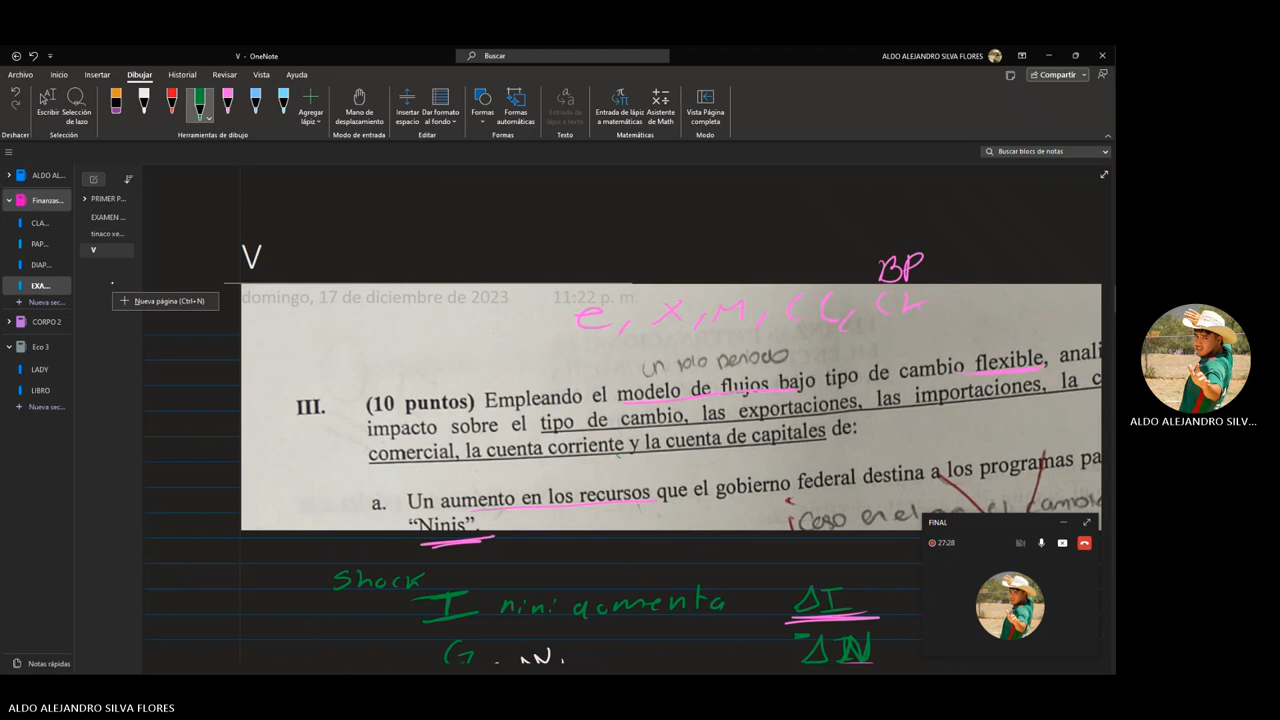 V - OneNote
Buscar
ALDO ALEJANDRO SILVA FLORES
Archivo Inicio Insertar Dibujar Historial Revisar Vista Ayuda
Compartir
Deshacer
Escribir Selección de lazo
Agregar lápiz
Mano de desplazamiento
Insertar espacio Dar formato al fondo
Formas Formas automáticas
Entrada de lápiz a texto
Entrada de lápiz a matemáticas Asistente de Math
Vista Página completa
Selección Herramientas de dibujo Modo de entrada Editar Formas Texto Matemáticas Modo
Buscar blocs de notas
ALDO AL...
Finanzas...
CLA...
PAP...
DIAP...
EXA...
Nueva sec...
CORPO 2
Eco 3
LADY
LIBRO
Nueva sec...
Notas rápidas
PRIMER P...
EXAMEN ...
tinaco xe...
V
Nueva página (Ctrl+N)
V
BP
domingo, 17 de diciembre de 2023 11:22 p. m.
e, X, M, CC,
un solo periodo
III. (10 puntos) Empleando el modelo de flujos bajo tipo de cambio flexible, anali
impacto sobre el tipo de cambio, las exportaciones, las importaciones, la c
comercial, la cuenta corriente y la cuenta de capitales de:
a. Un aumento en los recursos que el gobierno federal destina a los programas pa
"Ninis".
Caso en el el cambio
Shock
I nini aumenta ΔI
G ΔN
FINAL
27:28
ALDO ALEJANDRO SILV...
ALDO ALEJANDRO SILVA FLORES